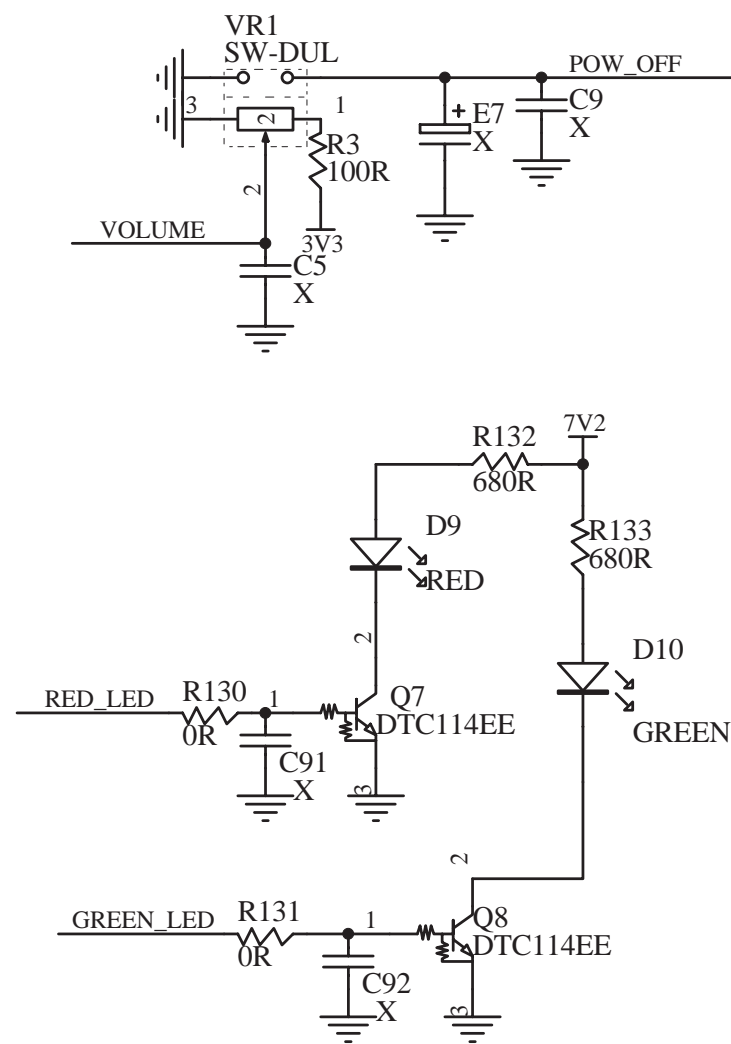 VR1
SW-DUL
POW_OFF
3
2
1
E7
X
C9
X
R3
100R
2
VOLUME
3V3
C5
X
7V2
R132
680R
D9
RED
R133
680R
2
D10
GREEN
RED_LED
R130
0R
1
Q7
DTC114EE
C91
X
3
2
GREEN_LED
R131
0R
1
Q8
DTC114EE
C92
X
3